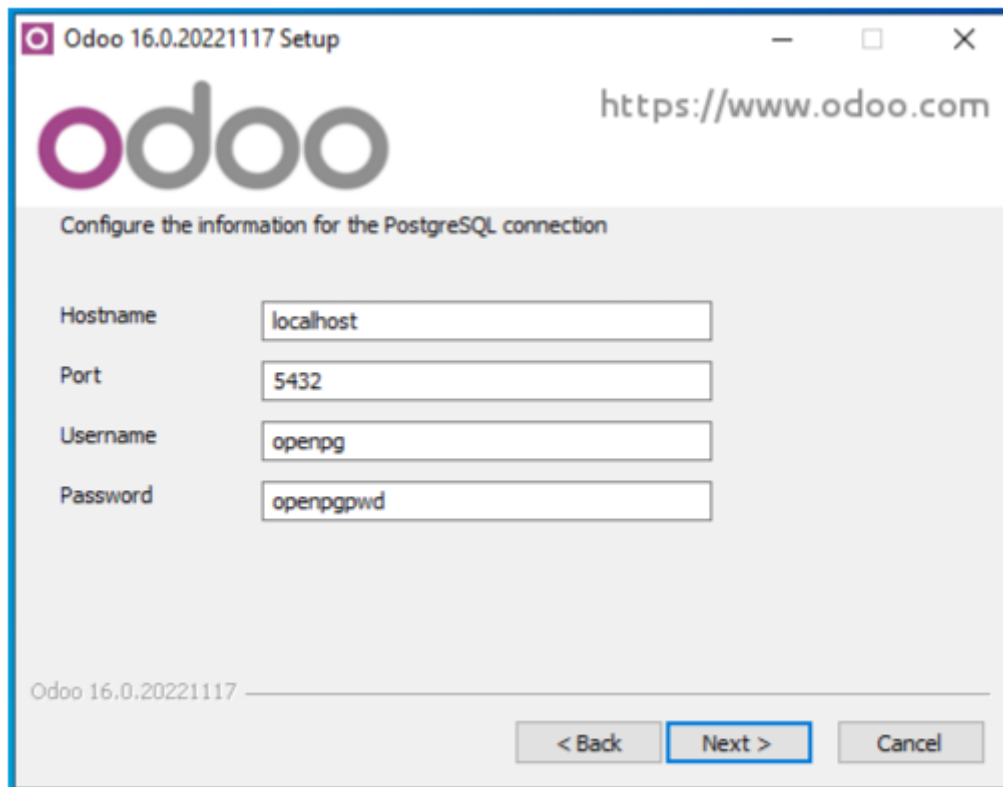 Odoo 16.0.20221117 Setup
odoo
https://www.odoo.com
Configure the information for the PostgreSQL connection
Hostname
localhost
Port
5432
Username
openpg
Password
openpgpwd
Odoo 16.0.20221117
< Back
Next >
Cancel